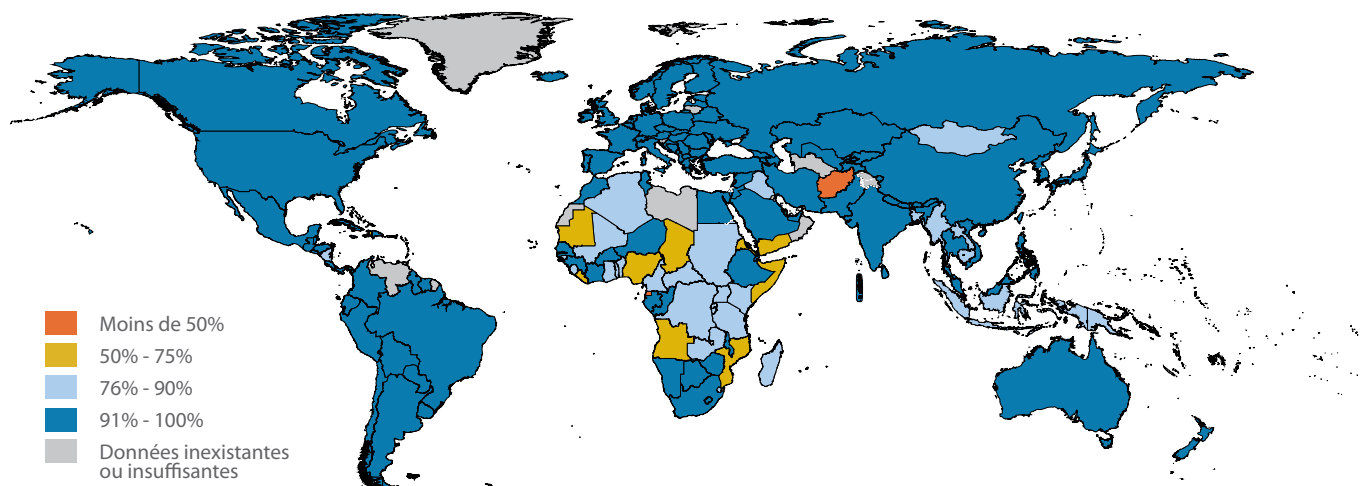 Moins de 50%
50% - 75%
76% - 90%
91% - 100%
Données inexistantes
ou insuffisantes